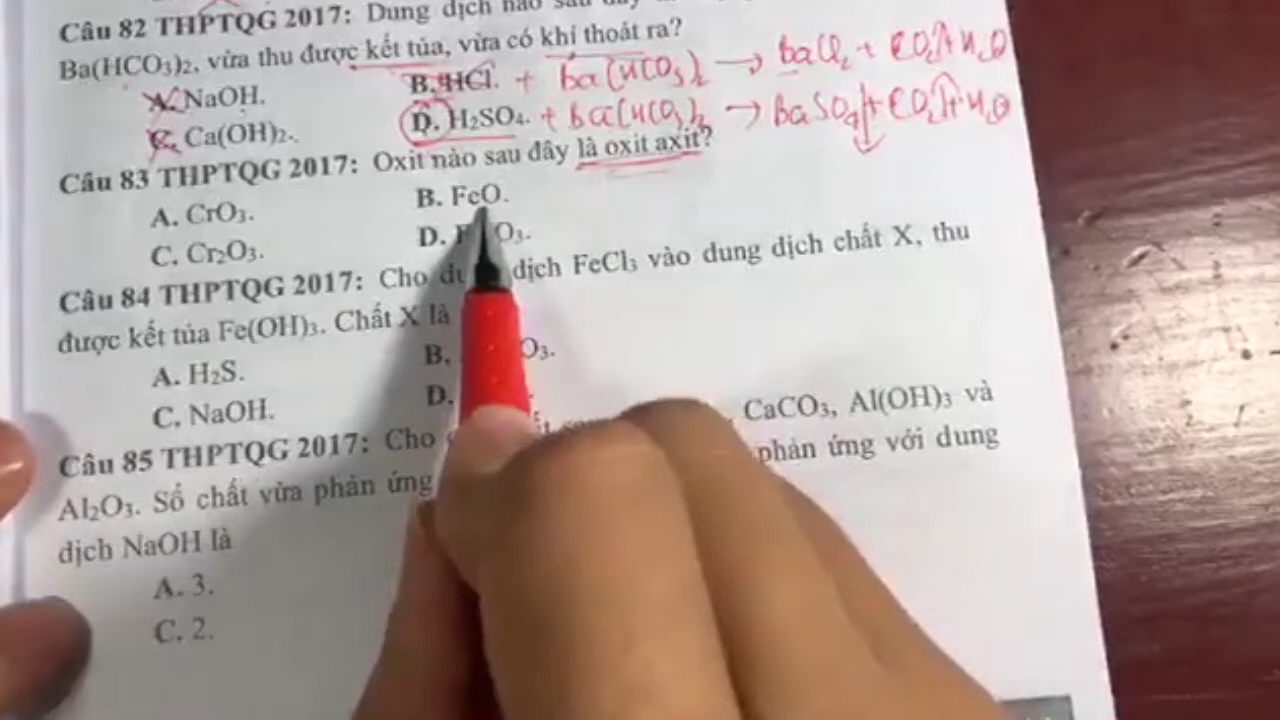 Câu 82 THPTQG 2017: Dung dịch nào sau đây
Ba(HCO3)2, vừa thu được kết tủa, vừa có khí thoát ra?
A. NaOH. B. HCl. + Ba(HCO3)2 → BaCl2 + CO2↑ + H2O
C. Ca(OH)2. D. H2SO4. + Ba(HCO3)2 → BaSO4↓ + CO2↑ + H2O
Câu 83 THPTQG 2017: Oxit nào sau đây là oxit axit?
A. CrO3. B. FeO.
C. Cr2O3. D. O3.
Câu 84 THPTQG 2017: Cho dịch FeCl3 vào dung dịch chất X, thu
được kết tủa Fe(OH)3. Chất X là
A. H2S. B. O3.
C. NaOH. D.
Câu 85 THPTQG 2017: Cho CaCO3, Al(OH)3 và
Al2O3. Số chất vừa phản ứng phản ứng với dung
dịch NaOH là
A. 3.
C. 2.